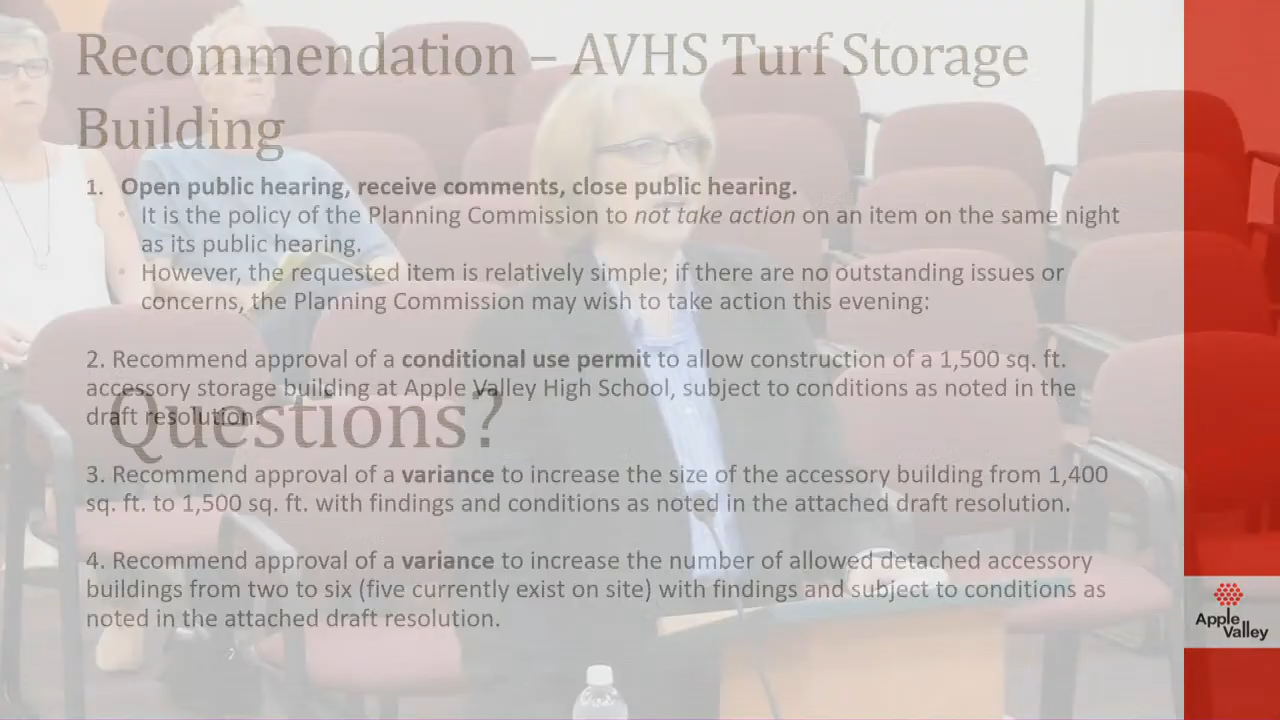 Recommendation – AVHS Turf Storage
Building
1. Open public hearing, receive comments, close public hearing.
• It is the policy of the Planning Commission to not take action on an item on the same night
as its public hearing.
• However, the requested item is relatively simple; if there are no outstanding issues or
concerns, the Planning Commission may wish to take action this evening:
2. Recommend approval of a conditional use permit to allow construction of a 1,500 sq. ft.
accessory storage building at Apple Valley High School, subject to conditions as noted in the
draft resolution.
Questions?
3. Recommend approval of a variance to increase the size of the accessory building from 1,400
sq. ft. to 1,500 sq. ft. with findings and conditions as noted in the attached draft resolution.
4. Recommend approval of a variance to increase the number of allowed detached accessory
buildings from two to six (five currently exist on site) with findings and subject to conditions as
noted in the attached draft resolution.
Apple
Valley